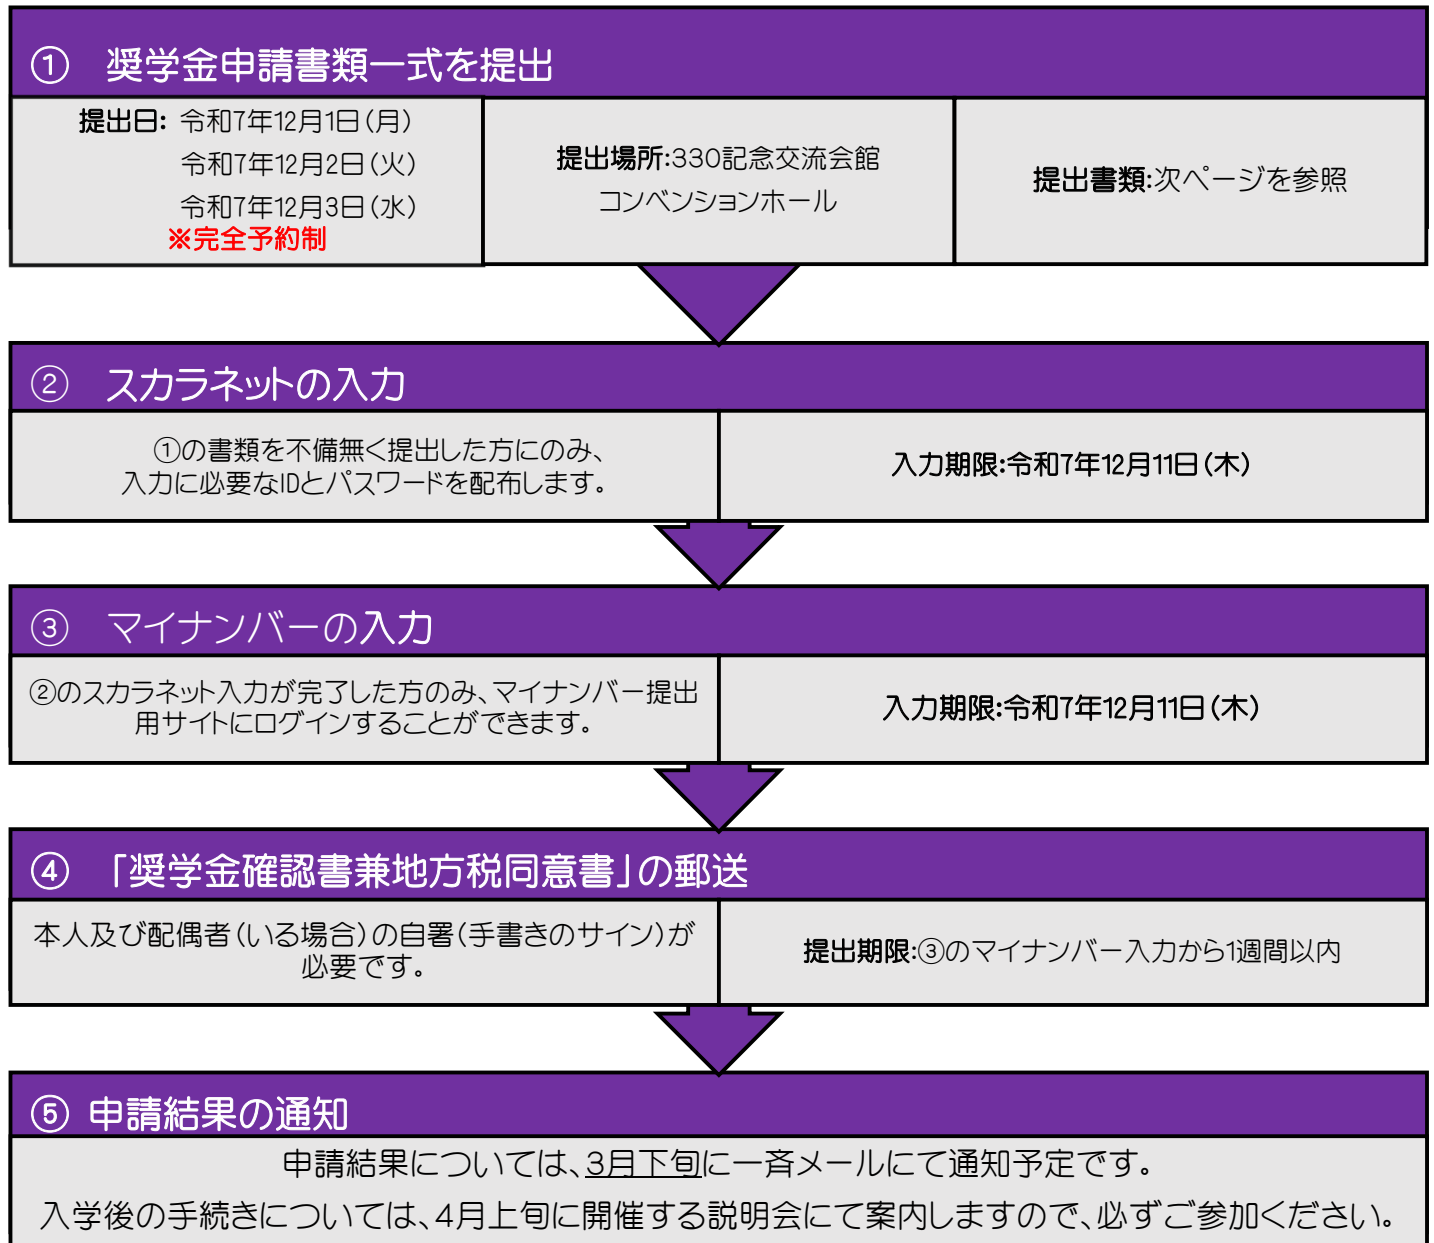 ① 奨学金申請書類一式を提出
提出日: 令和7年12月1日(月)
令和7年12月2日(火)
令和7年12月3日(水)
※完全予約制
提出場所:330記念交流会館
コンベンションホール
提出書類:次ページを参照
② スカラネットの入力
①の書類を不備無く提出した方にのみ、
入力に必要なIDとパスワードを配布します。
入力期限:令和7年12月11日(木)
③ マイナンバーの入力
②のスカラネット入力が完了した方のみ、マイナンバー提出
用サイトにログインすることができます。
入力期限:令和7年12月11日(木)
④ 「奨学金確認書兼地方税同意書」の郵送
本人及び配偶者(いる場合)の自署(手書きのサイン)が
必要です。
提出期限:③のマイナンバー入力から1週間以内
⑤ 申請結果の通知
申請結果については、3月下旬に一斉メールにて通知予定です。
入学後の手続きについては、4月上旬に開催する説明会にて案内しますので、必ずご参加ください。